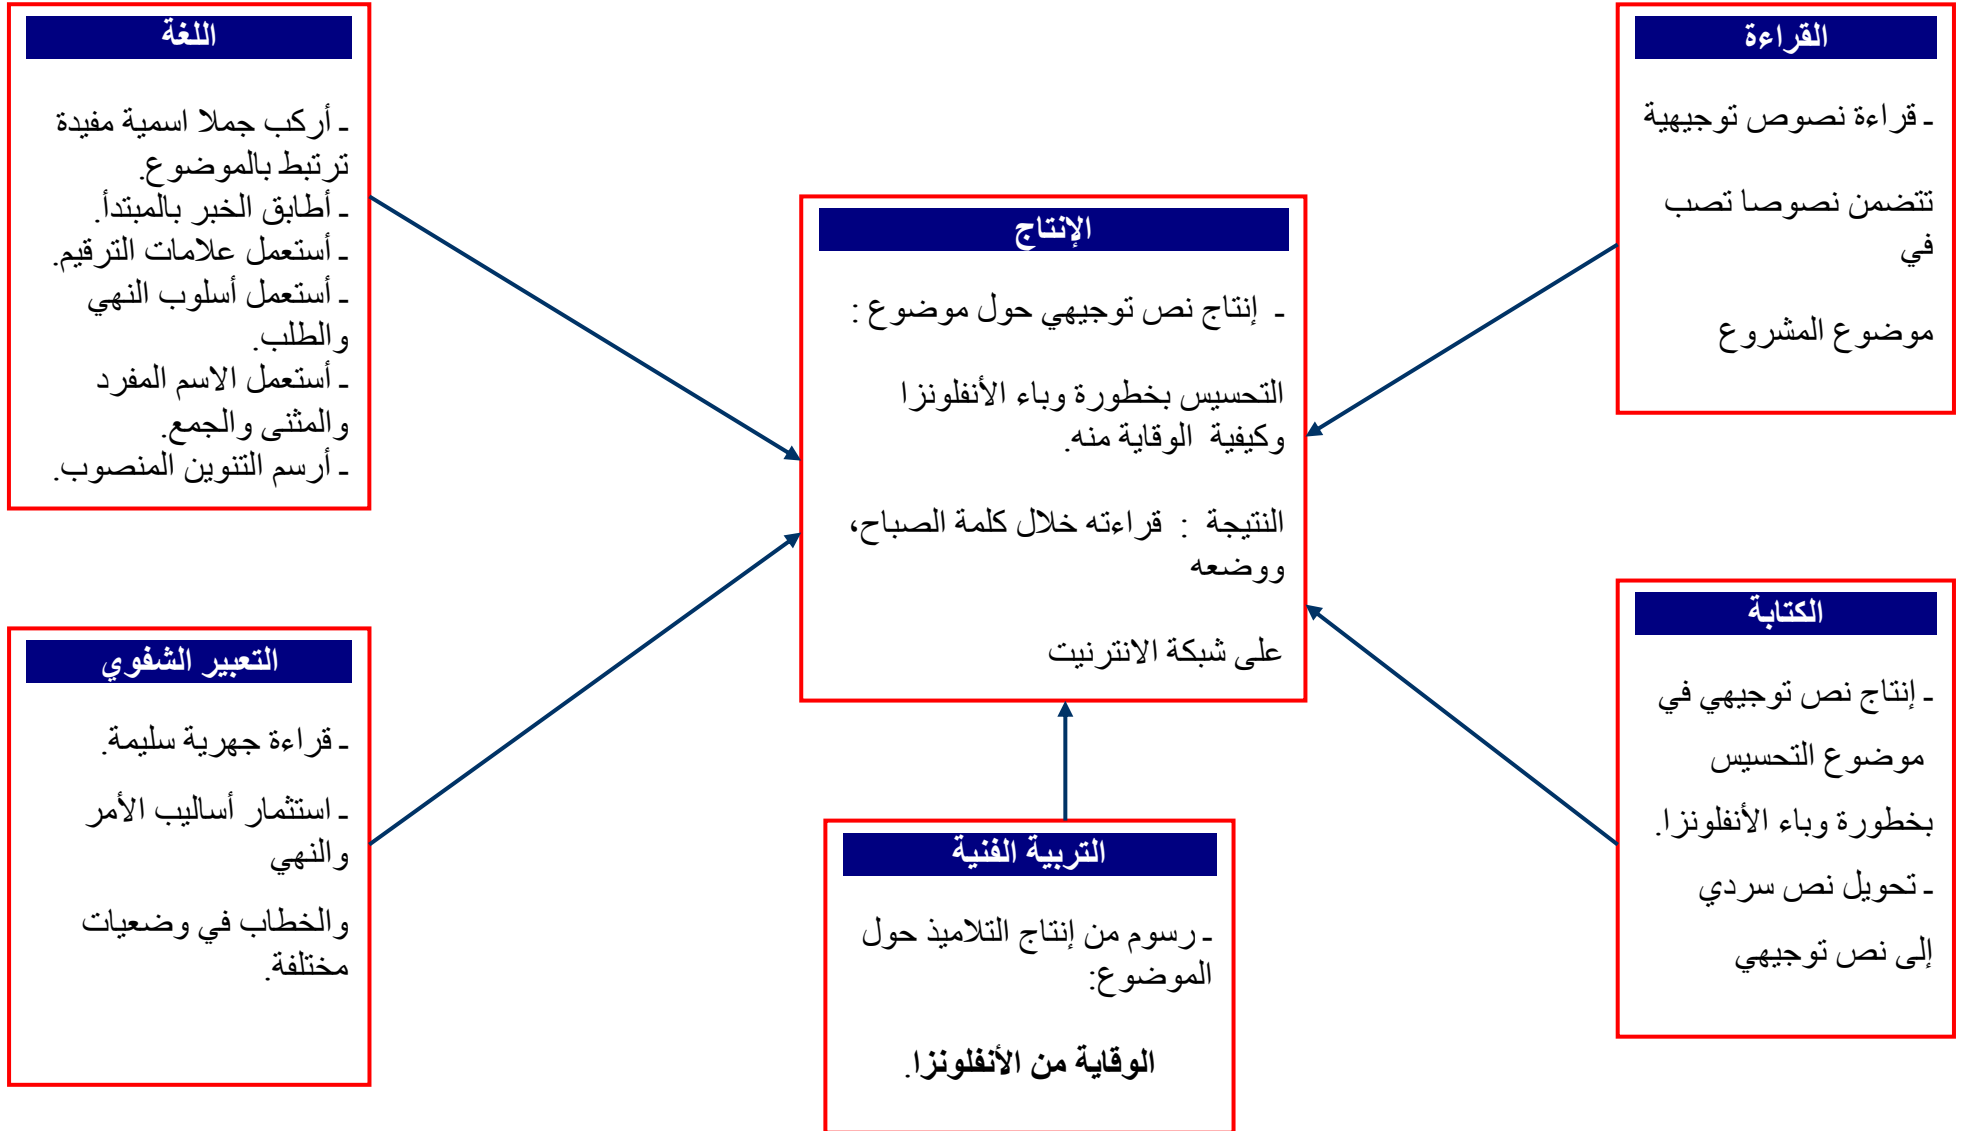 القراءة
ـ قراءة نصوص توجيهية
تتضمن نصوصا تصب
في
موضوع المشروع
اللغة
ـ أركب جملا اسمية مفيدة
ترتبط بالموضوع.
ـ أطابق الخبر بالمبتدأ.
ـ أستعمل علامات الترقيم.
ـ أستعمل أسلوب النهي
والطلب.
ـ أستعمل الاسم المفرد
والمثنى والجمع.
ـ أرسم التنوين المنصوب.
الإنتاج
ـ إنتاج نص توجيهي حول موضوع :
التحسيس بخطورة وباء الأنفلونزا
وكيفية الوقاية منه.
النتيجة : قراءته خلال كلمة الصباح،
ووضعه
على شبكة الانترنيت
الكتابة
ـ إنتاج نص توجيهي في
موضوع التحسيس
بخطورة وباء الأنفلونزا.
ـ تحويل نص سردي
إلى نص توجيهي
التعبير الشفوي
ـ قراءة جهرية سليمة.
ـ استثمار أساليب الأمر
والنهي
والخطاب في وضعيات
مختلفة.
التربية الفنية
ـ رسوم من إنتاج التلاميذ حول
الموضوع:
الوقاية من الأنفلونزا.